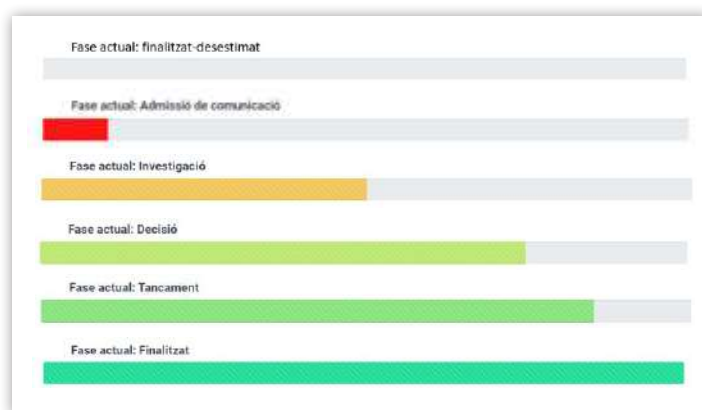 Fase actual: finalitzat-desestimat
Fase actual: Admissió de comunicació
Fase actual: Investigació
Fase actual: Decisió
Fase actual: Tancament
Fase actual: Finalitzat